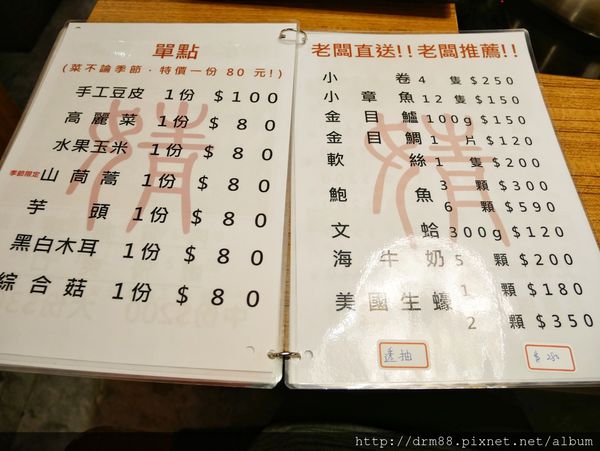 單點
(菜不論季節．特價一份 80 元!)
手工豆皮 1份 $100
高麗菜 1份 $80
水果玉米 1份 $80
季節限定 山茼蒿 1份 $80
芋頭 1份 $80
黑白木耳 1份 $80
綜合菇 1份 $80
老闆直送!!老闆推薦!!
小卷 4 隻 $250
小章魚 12 隻 $150
金目鱸 100g $150
金目鯛 1 片 $120
軟絲 1 隻 $200
鮑魚 3 顆 $300
6 顆 $590
文蛤 300g $120
海牛奶 5 顆 $200
美國生蠔 1 顆 $180
2 顆 $350
透抽
http://drm88.pixnet.net/album